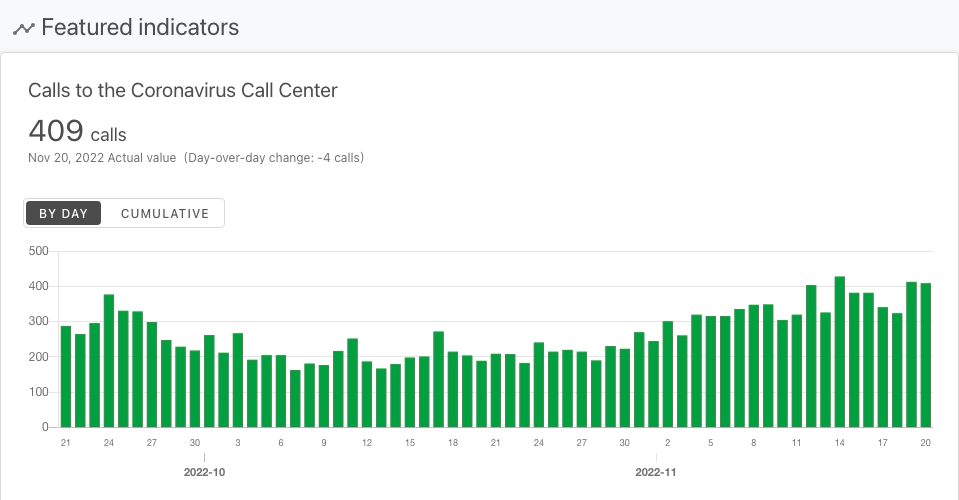 Featured indicators
Calls to the Coronavirus Call Center
409 calls
Nov 20, 2022 Actual value (Day-over-day change: -4 calls)
BY DAY CUMULATIVE
500
400
300
200
100
0
21 24 27 30 3 6 9 12 15 18 21 24 27 30 2 5 8 11 14 17 20
2022-10 2022-11